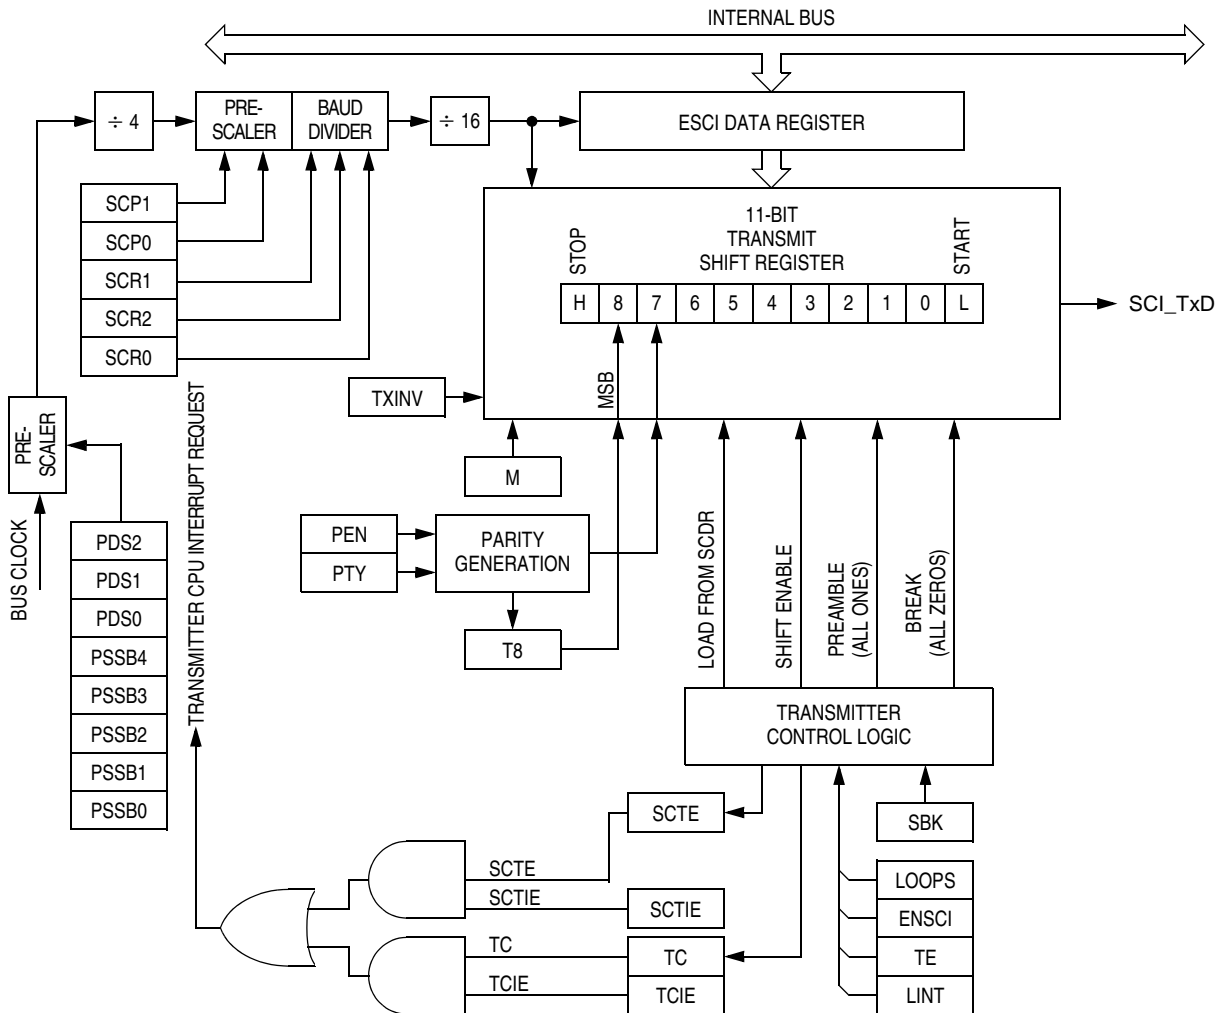 INTERNAL BUS
÷ 4
PRE-
SCALER
BAUD
DIVIDER
÷ 16
ESCI DATA REGISTER
SCP1
SCP0
SCR1
SCR2
SCR0
11-BIT
TRANSMIT
SHIFT REGISTER
STOP
START
H 8 7 6 5 4 3 2 1 0 L
SCI_TxD
MSB
TXINV
M
PRE-
SCALER
BUS CLOCK
TRANSMITTER CPU INTERRUPT REQUEST
PDS2
PDS1
PDS0
PSSB4
PSSB3
PSSB2
PSSB1
PSSB0
PEN
PTY
PARITY
GENERATION
T8
LOAD FROM SCDR
SHIFT ENABLE
PREAMBLE
(ALL ONES)
BREAK
(ALL ZEROS)
TRANSMITTER
CONTROL LOGIC
SCTE
SBK
SCTE
SCTIE
SCTIE
LOOPS
ENSCI
TE
LINT
TC
TC
TCIE
TCIE